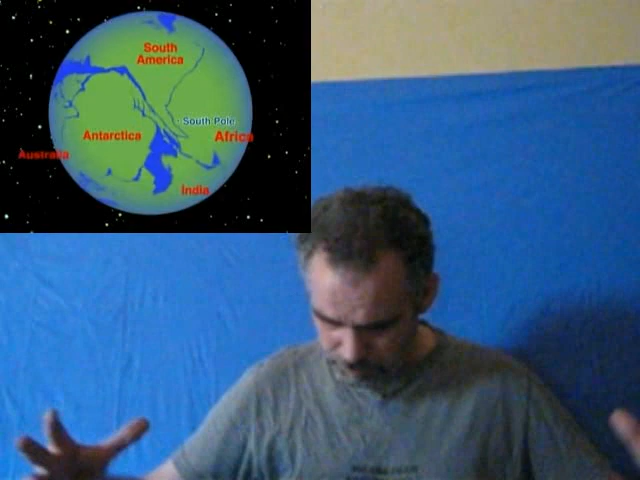 South
America
South Pole
Antarctica
Africa
Australia
India